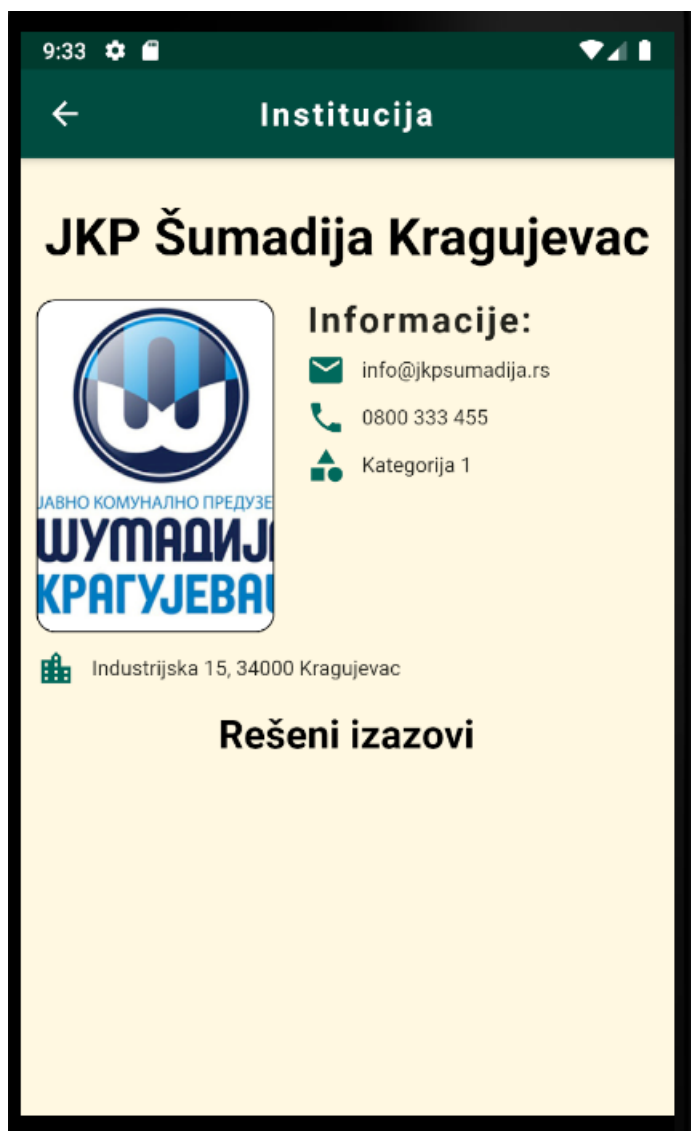 9:33
Institucija
JKP Šumadija Kragujevac
Informacije:
info@jkpsumadija.rs
0800 333 455
Kategorija 1
ЈАВНО КОМУНАЛНО ПРЕДУЗЕ
ШУМАДИЈ
КРАГУЈЕВА
Industrijska 15, 34000 Kragujevac
Rešeni izazovi